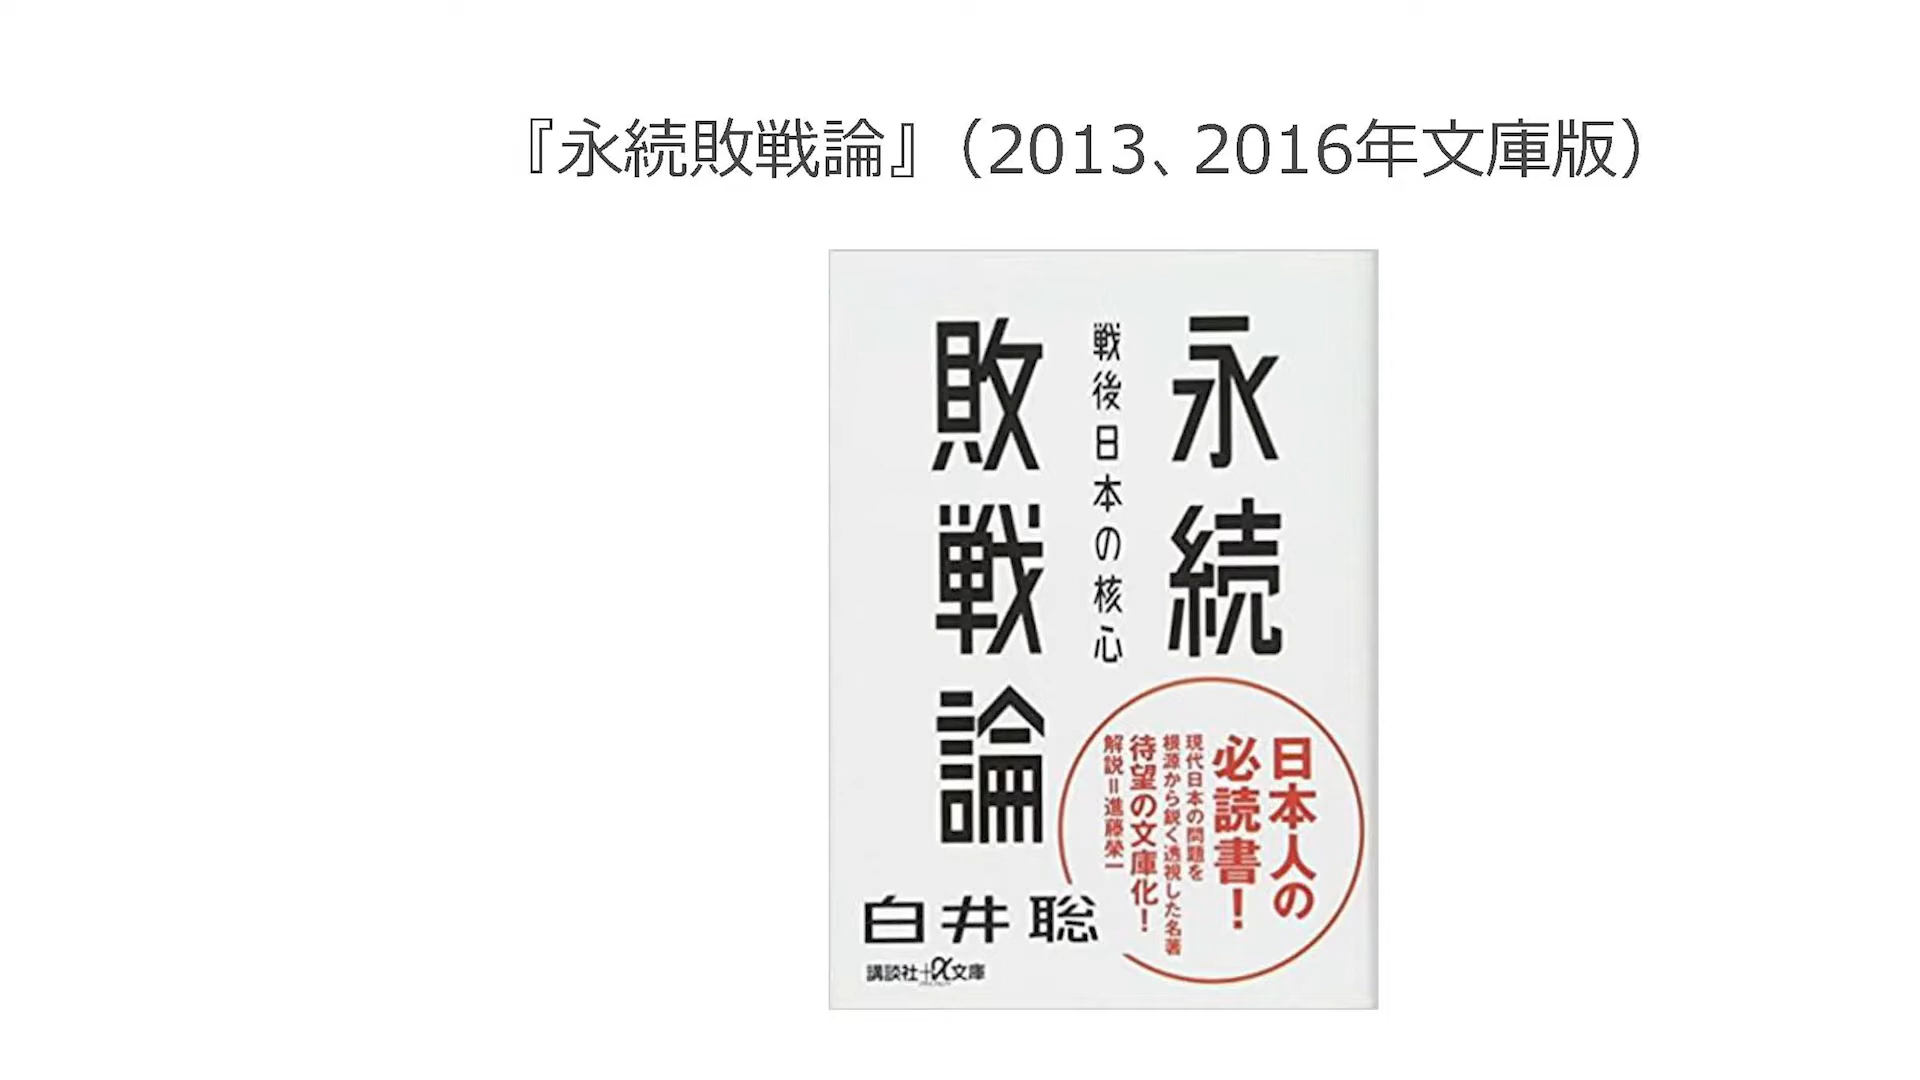 『永続敗戦論』（2013、2016年文庫版）
永続
戦後日本の核心
敗戦論
日本人の
必読書！
現代日本の問題を
根源から鋭く透視した名著
待望の文庫化！
解説＝進藤榮一
白井聡
講談社+α文庫